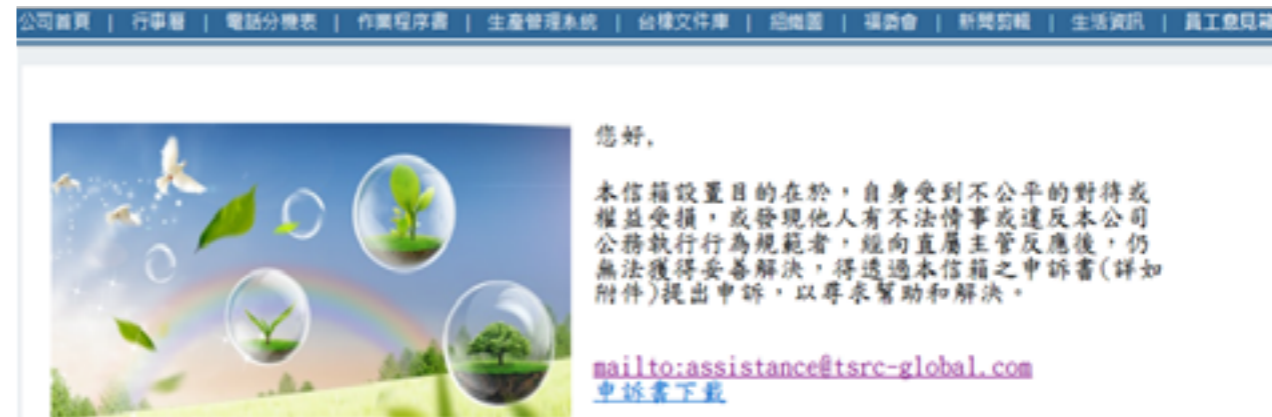 公司首頁 | 行事曆 | 電話分機表 | 作業程序書 | 生產管理系統 | 台橡文件庫 | 組織圖 | 福委會 | 新聞剪輯 | 生活資訊 | 員工意見箱
您好,
本信箱設置目的在於，自身受到不公平的對待或
權益受損，或發現他人有不法情事或違反本公司
公務執行行為規範者，經向直屬主管反應後，仍
無法獲得妥善解決，得透過本信箱之申訴書(詳如
附件)提出申訴，以尋求幫助和解決。
mailto:assistance@tsrc-global.com
申訴書下載